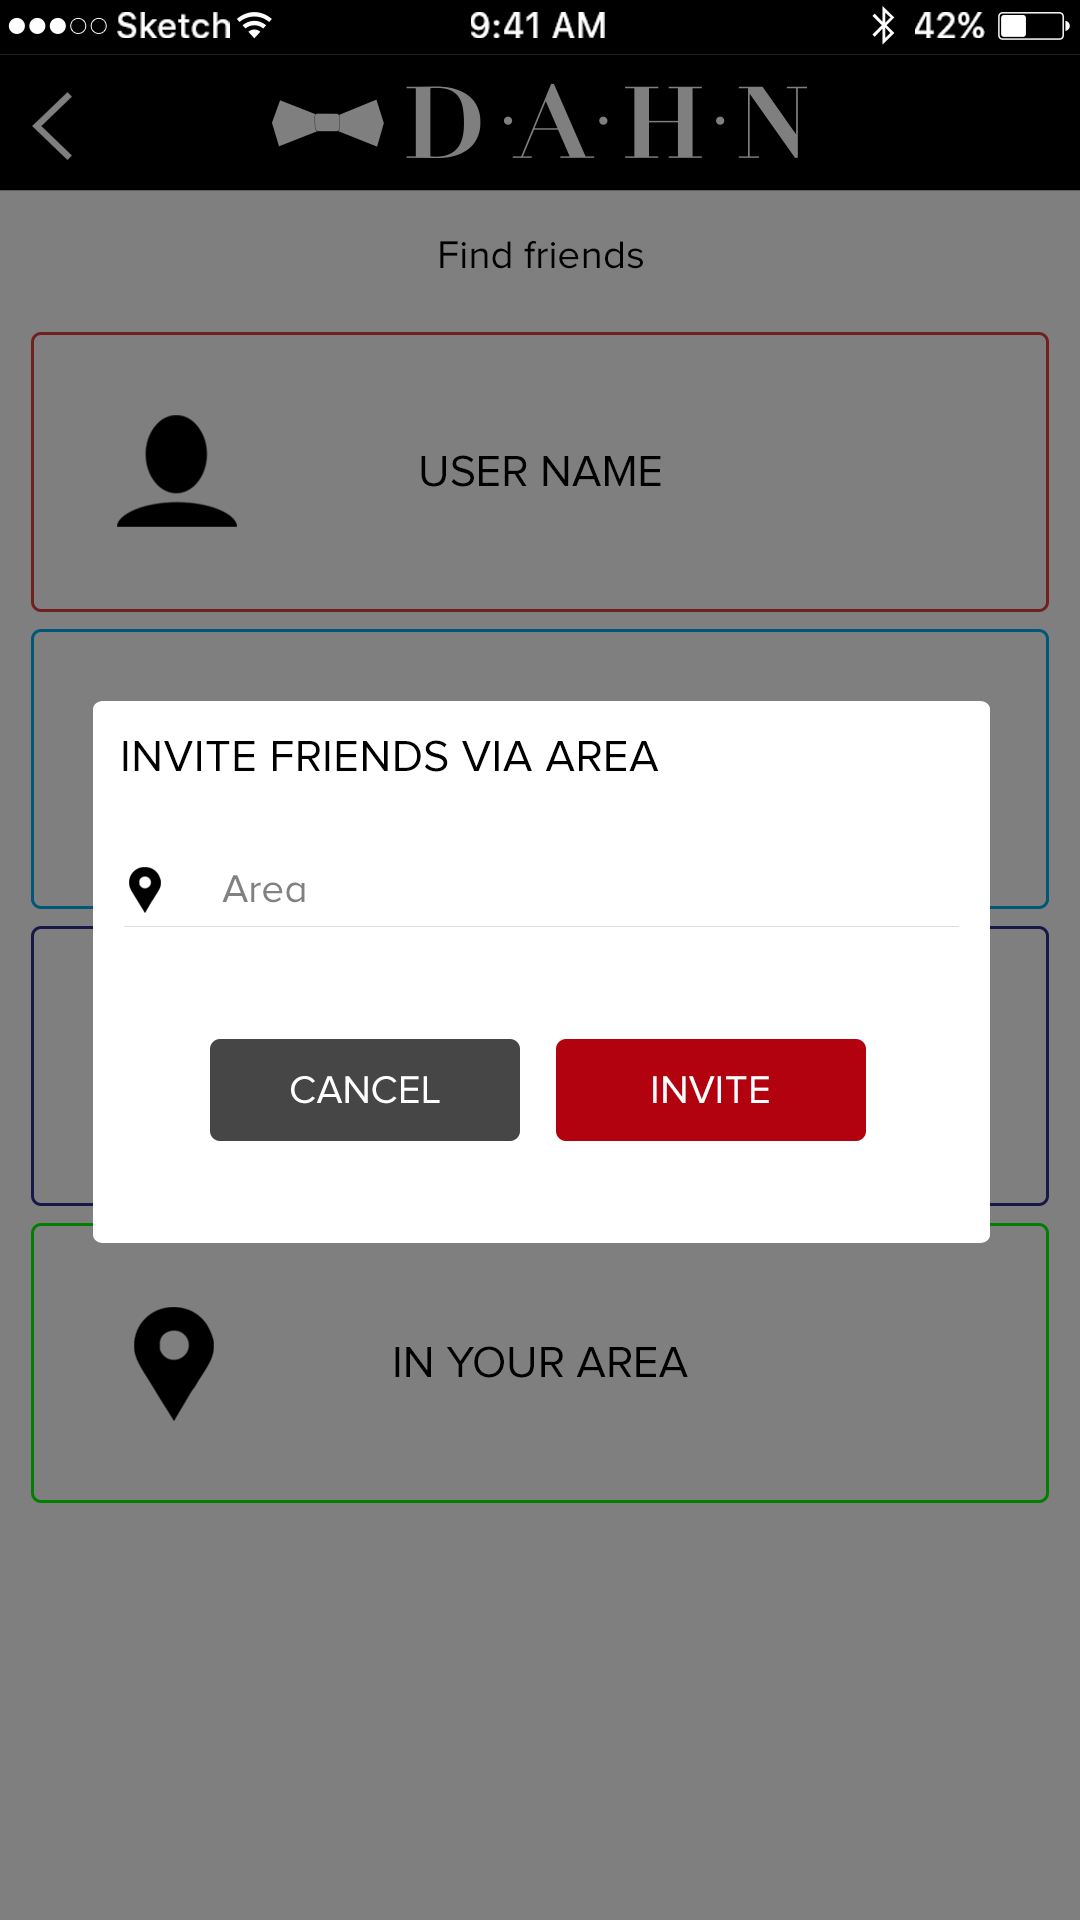 Sketch 9:41 AM 42%
D·A·H·N
Find friends
USER NAME
INVITE FRIENDS VIA AREA
Area
CANCEL INVITE
IN YOUR AREA